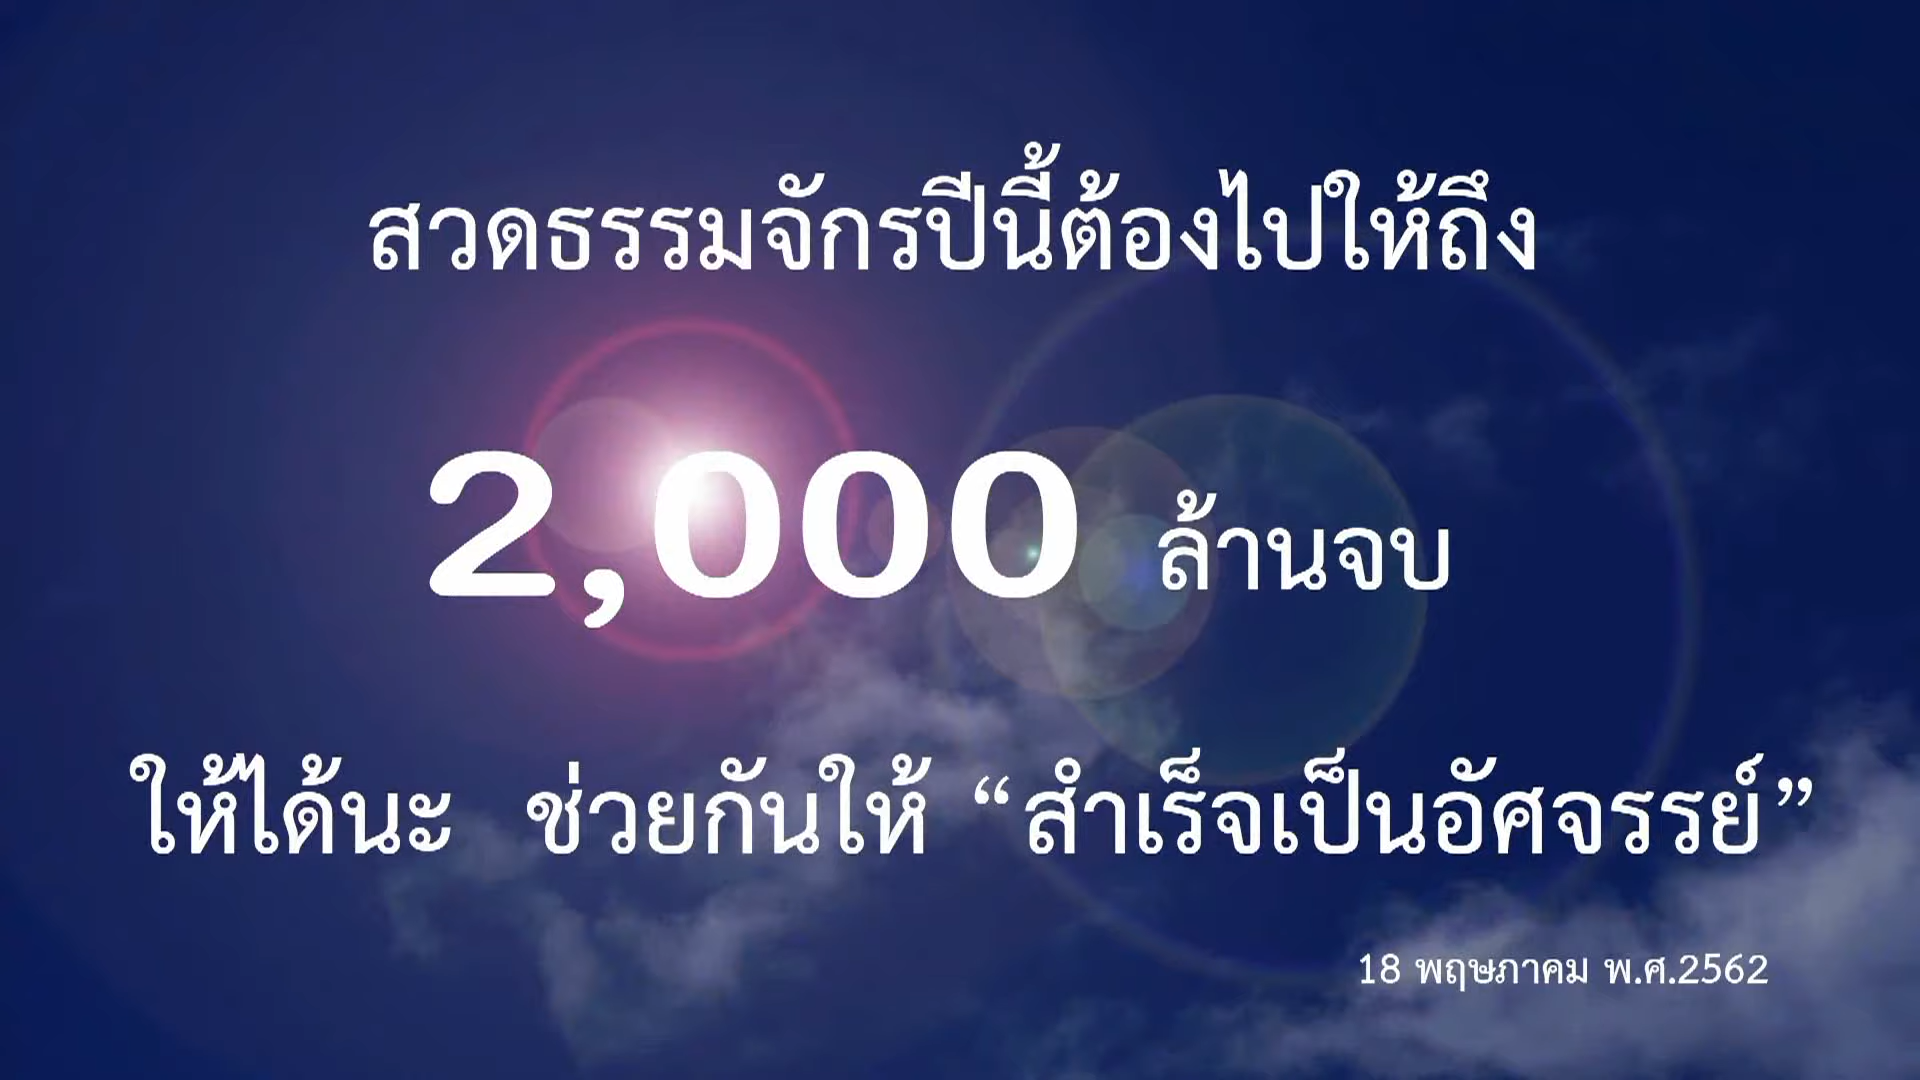 สวดธรรมจักรปีนี้ต้องไปให้ถึง
2,000 ล้านจบ
ให้ได้นะ ช่วยกันให้ “สำเร็จเป็นอัศจรรย์”
18 พฤษภาคม พ.ศ.2562